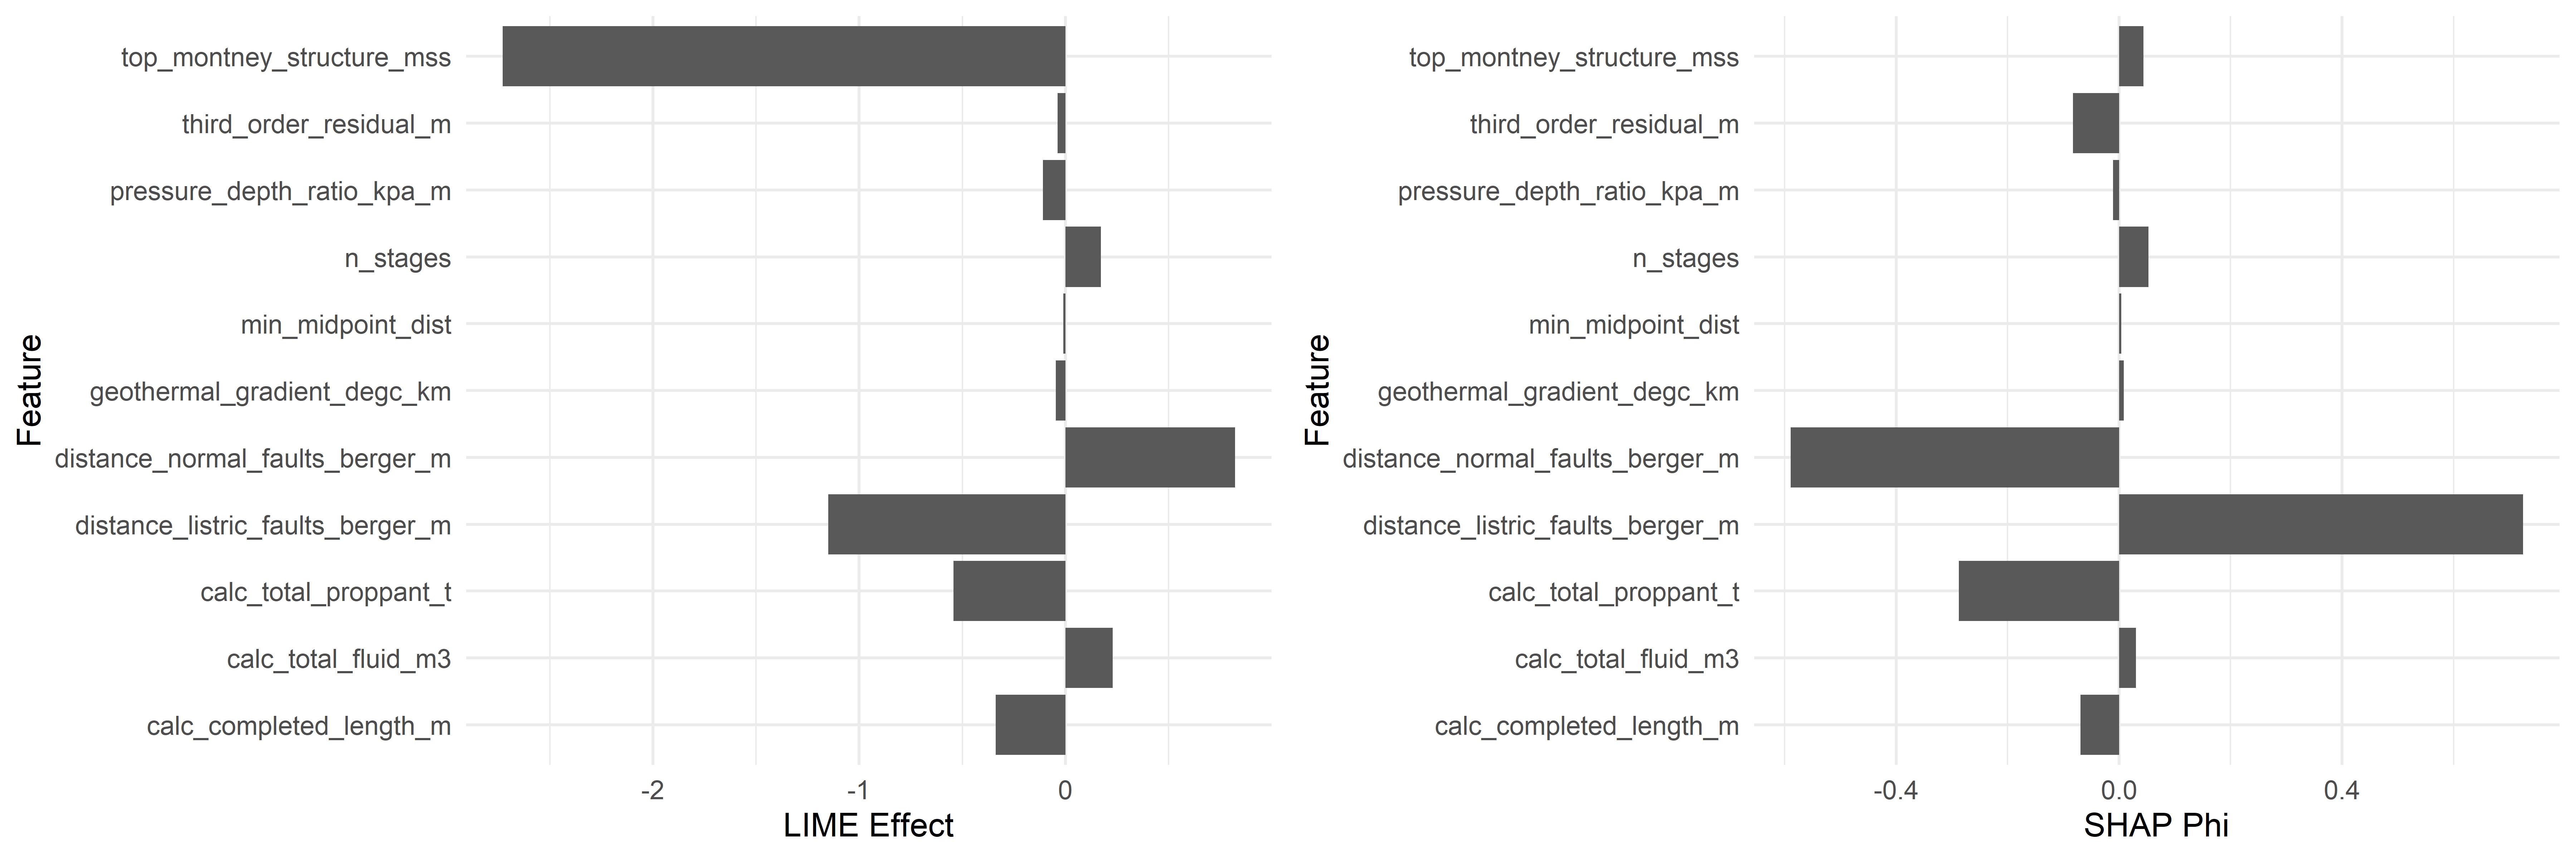 Feature
top_montney_structure_mss
third_order_residual_m
pressure_depth_ratio_kpa_m
n_stages
min_midpoint_dist
geothermal_gradient_degc_km
distance_normal_faults_berger_m
distance_listric_faults_berger_m
calc_total_proppant_t
calc_total_fluid_m3
calc_completed_length_m
-2 -1 0
LIME Effect
Feature
top_montney_structure_mss
third_order_residual_m
pressure_depth_ratio_kpa_m
n_stages
min_midpoint_dist
geothermal_gradient_degc_km
distance_normal_faults_berger_m
distance_listric_faults_berger_m
calc_total_proppant_t
calc_total_fluid_m3
calc_completed_length_m
-0.4 0.0 0.4
SHAP Phi